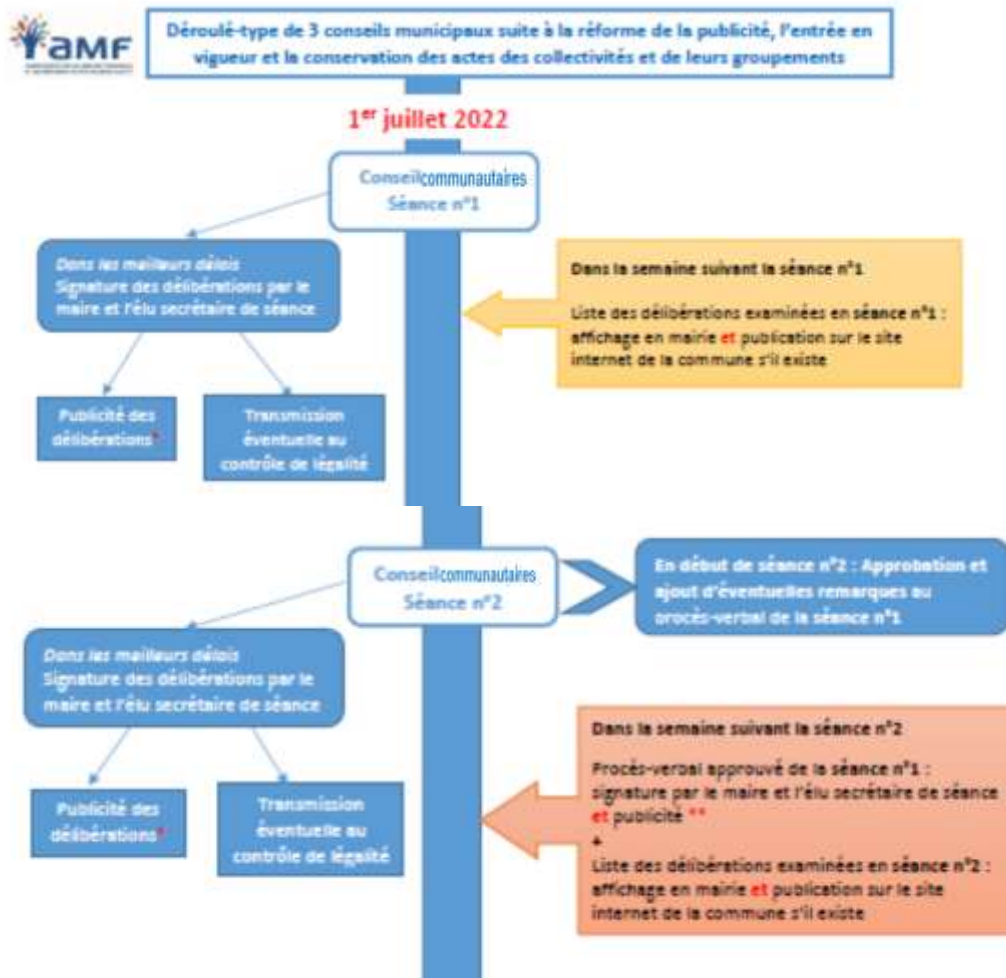 aMF
Déroulé-type de 3 conseils municipaux suite à la réforme de la publicité, l'entrée en
vigueur et la conservation des actes des collectivités et de leurs groupements
1er juillet 2022
Conseilcommunautaires
Séance n°1
Dans les meilleurs délais
Signature des délibérations par le
maire et l'élu secrétaire de séance
Dans la semaine suivant la séance n°1
Liste des délibérations examinées en séance n°1 :
affichage en mairie et publication sur le site
internet de la commune s'il existe
Publicité des
délibérations*
Transmission
éventuelle au
contrôle de légalité
Conseilcommunautaires
Séance n°2
En début de séance n°2 : Approbation et
ajout d'éventuelles remarques au
procès-verbal de la séance n°1
Dans les meilleurs délais
Signature des délibérations par le
maire et l'élu secrétaire de séance
Dans la semaine suivant la séance n°2
Procès-verbal approuvé de la séance n°1 :
signature par le maire et l'élu secrétaire de séance
et publicité **
+
Liste des délibérations examinées en séance n°2 :
affichage en mairie et publication sur le site
internet de la commune s'il existe
Publicité des
délibérations*
Transmission
éventuelle au
contrôle de légalité